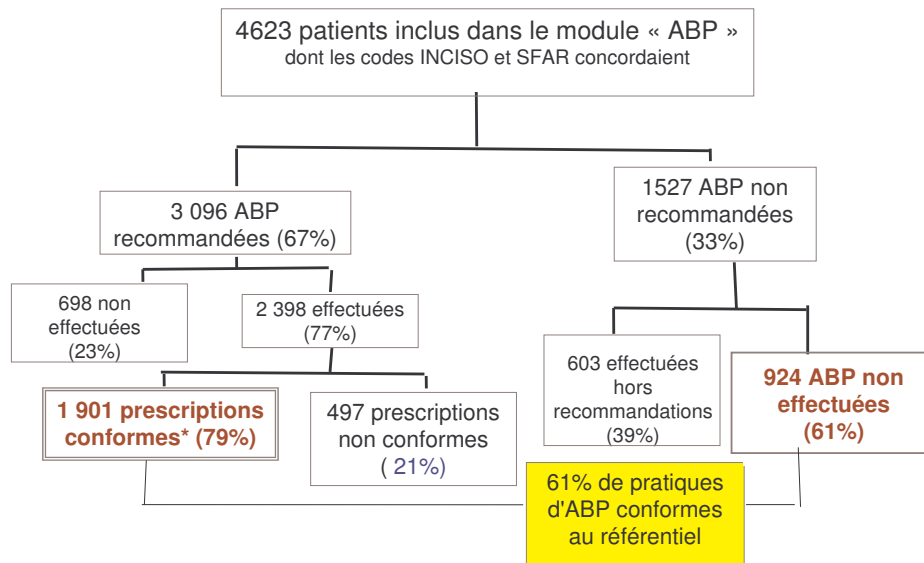 4623 patients inclus dans le module « ABP »
dont les codes INCISO et SFAR concordaient
3 096 ABP
recommandées (67%)
1527 ABP non
recommandées
(33%)
698 non
effectuées
(23%)
2 398 effectuées
(77%)
603 effectuées
hors
recommandations
(39%)
924 ABP non
effectuées
(61%)
1 901 prescriptions
conformes* (79%)
497 prescriptions
non conformes
( 21%)
61% de pratiques
d'ABP conformes
au référentiel